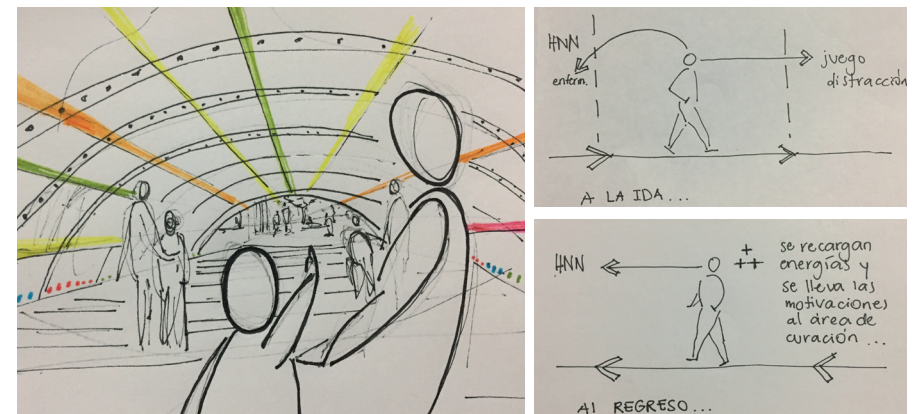 HNN
enferm.
juego
distracción
A LA IDA...
HNN
+
++
se recargan
energías y
se lleva las
motivaciones
al área de
curación ...
Al REGRESO...